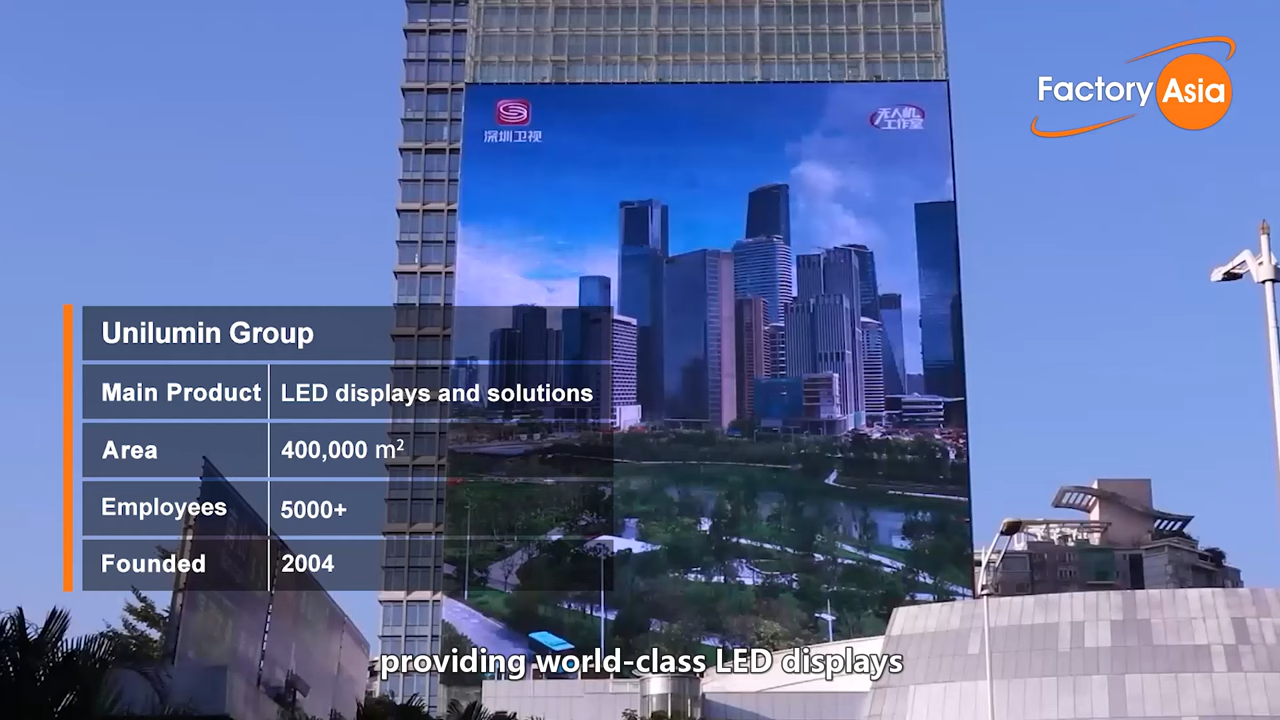 Factory Asia
深圳卫视
无人机
工作室
Unilumin Group
Main Product LED displays and solutions
Area 400,000 m²
Employees 5000+
Founded 2004
providing world-class LED displays